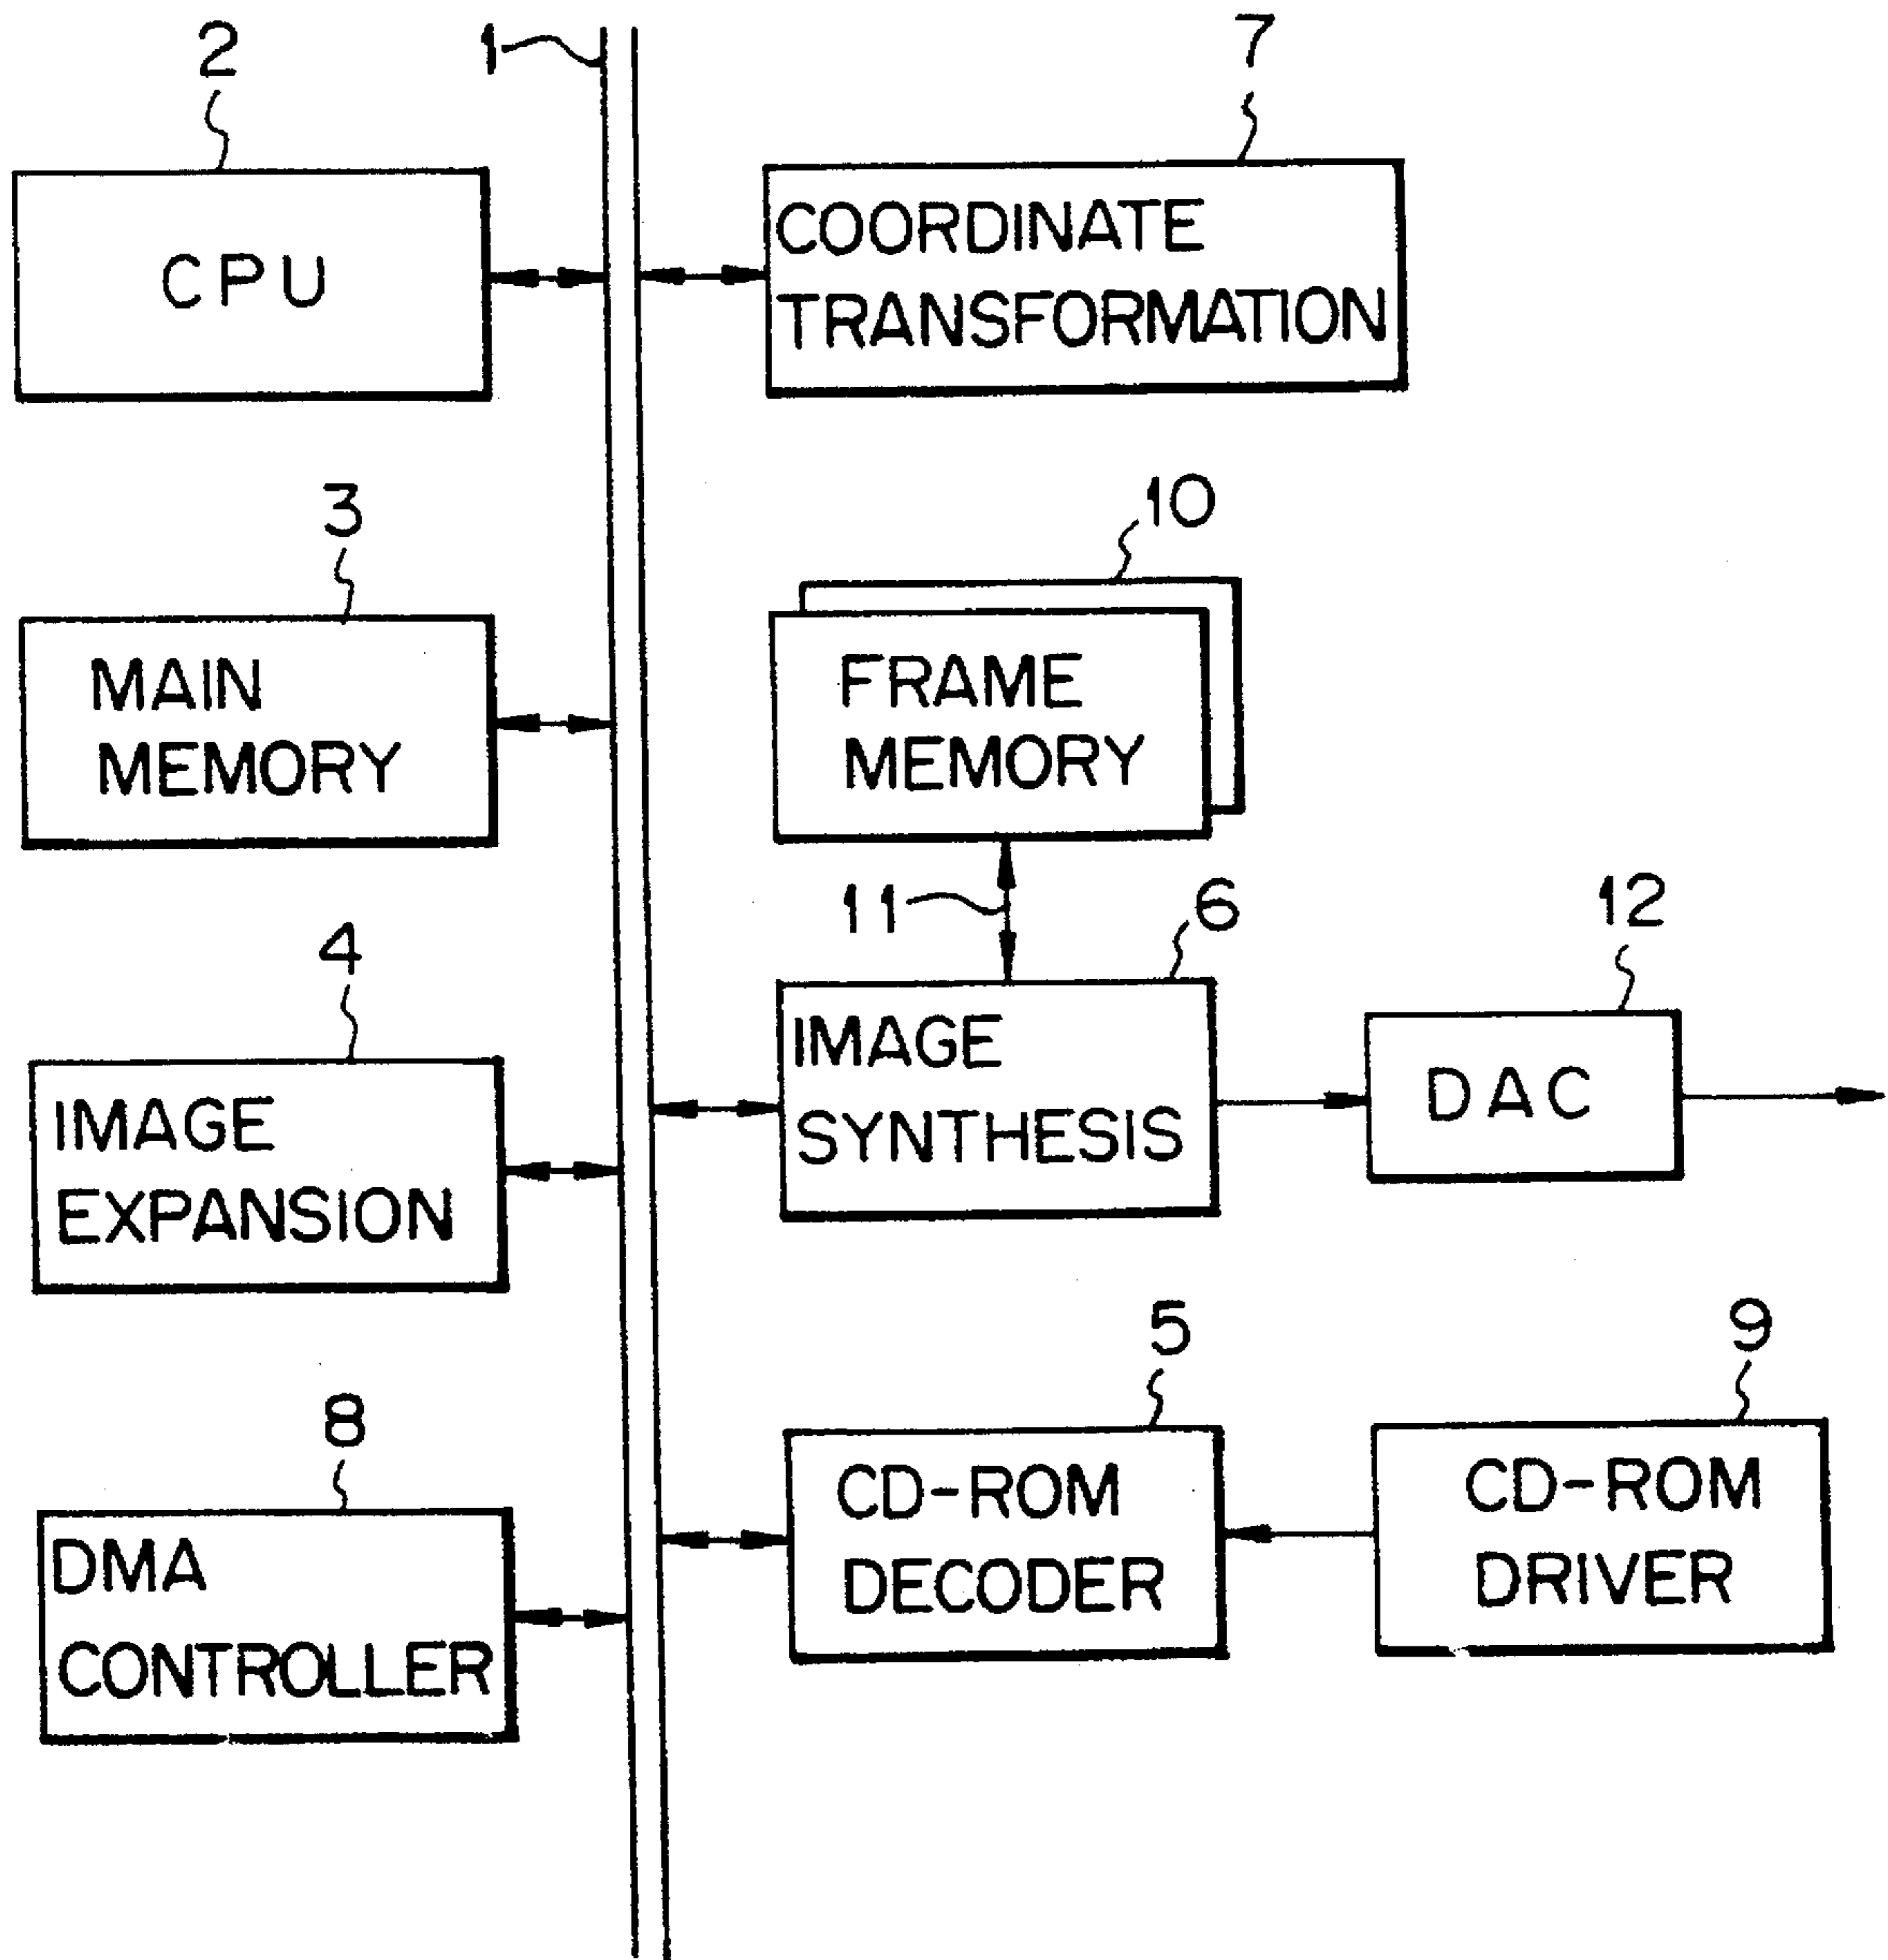 2
1
7
CPU
COORDINATE
TRANSFORMATION
3
10
MAIN
MEMORY
FRAME
MEMORY
11
6
12
4
IMAGE
EXPANSION
IMAGE
SYNTHESIS
DAC
5
9
8
DMA
CONTROLLER
CD-ROM
DECODER
CD-ROM
DRIVER